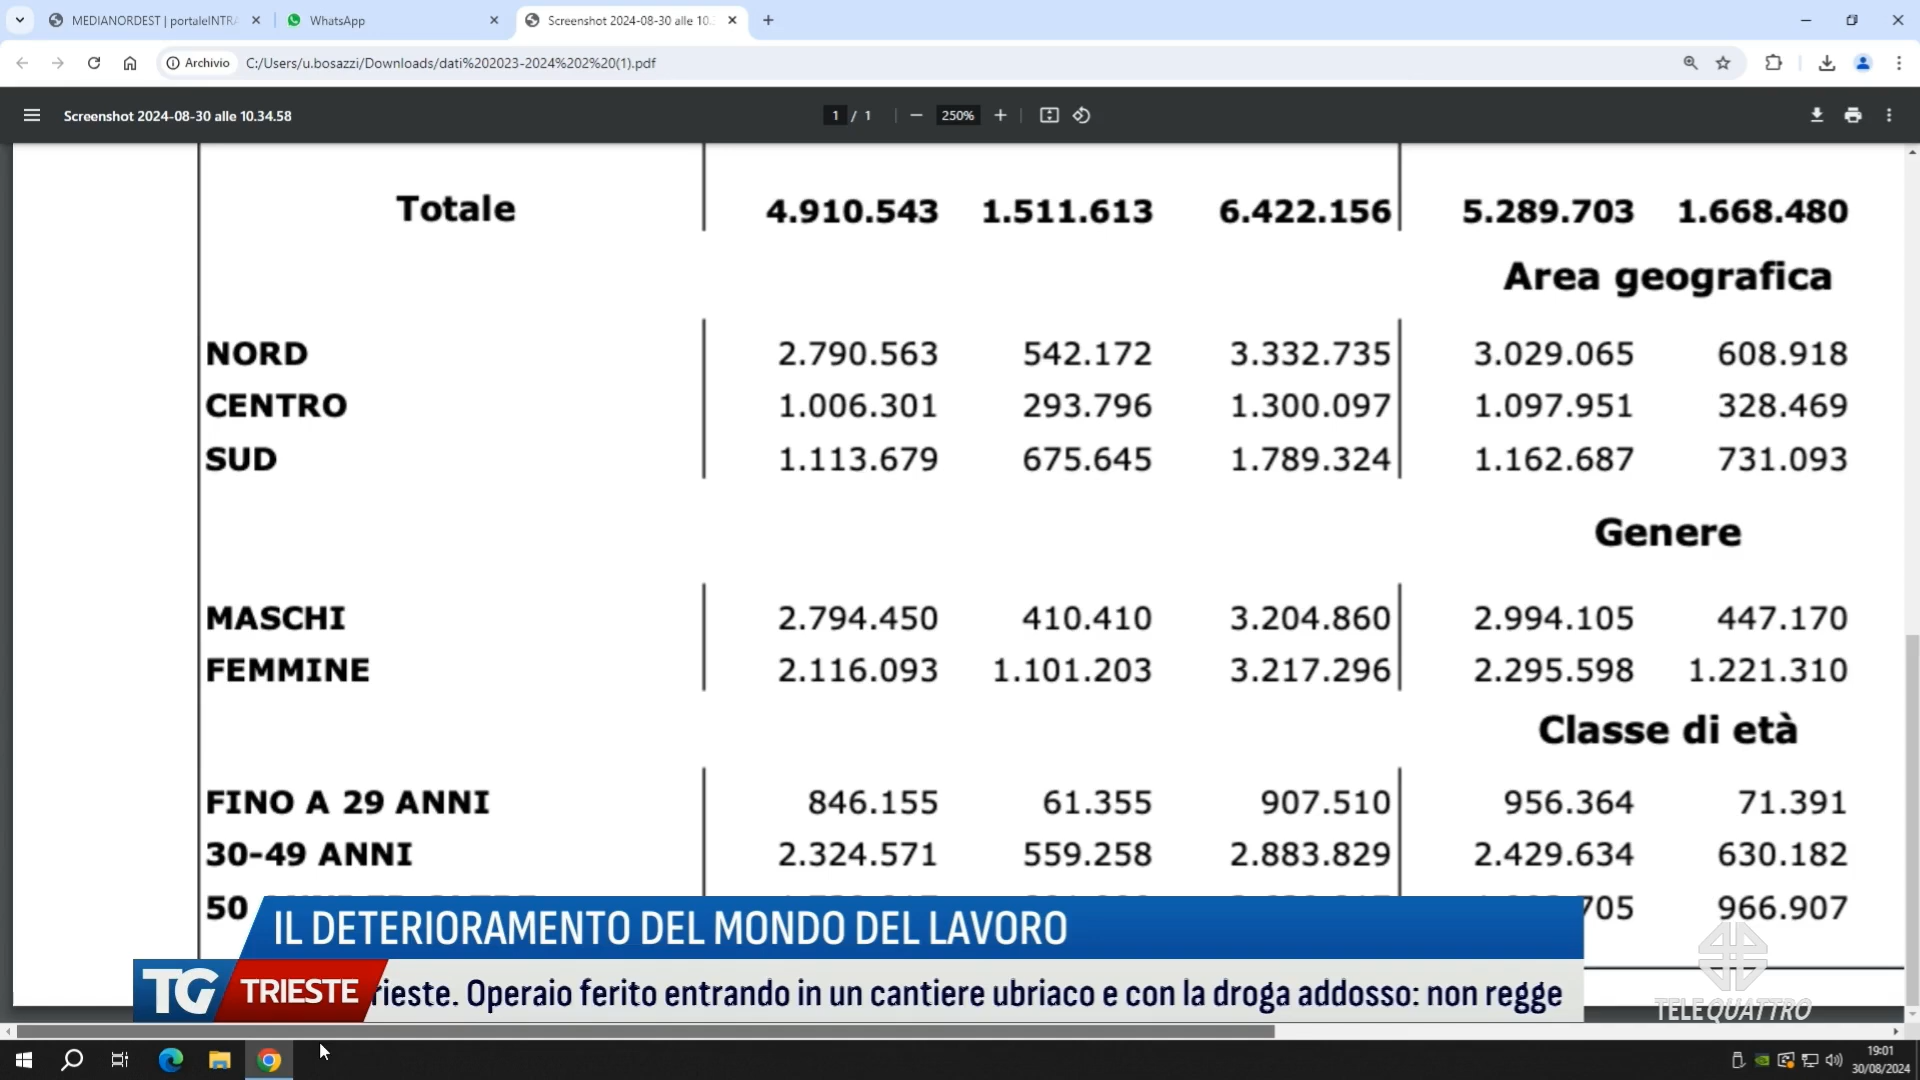 MEDIANORDEST | portaleINTRA
WhatsApp
Screenshot 2024-08-30 alle 10.
Archivio
C:/Users/u.bosazzi/Downloads/dati%202023-2024%202%20(1).pdf
Screenshot 2024-08-30 alle 10.34.58
1 / 1
250%
Totale 4.910.543 1.511.613 6.422.156 5.289.703 1.668.480
Area geografica
NORD 2.790.563 542.172 3.332.735 3.029.065 608.918
CENTRO 1.006.301 293.796 1.300.097 1.097.951 328.469
SUD 1.113.679 675.645 1.789.324 1.162.687 731.093
Genere
MASCHI 2.794.450 410.410 3.204.860 2.994.105 447.170
FEMMINE 2.116.093 1.101.203 3.217.296 2.295.598 1.221.310
Classe di età
FINO A 29 ANNI 846.155 61.355 907.510 956.364 71.391
30-49 ANNI 2.324.571 559.258 2.883.829 2.429.634 630.182
50 705 966.907
IL DETERIORAMENTO DEL MONDO DEL LAVORO
TG TRIESTE
rieste. Operaio ferito entrando in un cantiere ubriaco e con la droga addosso: non regge
TELEQUATTRO
19:01
30/08/2024